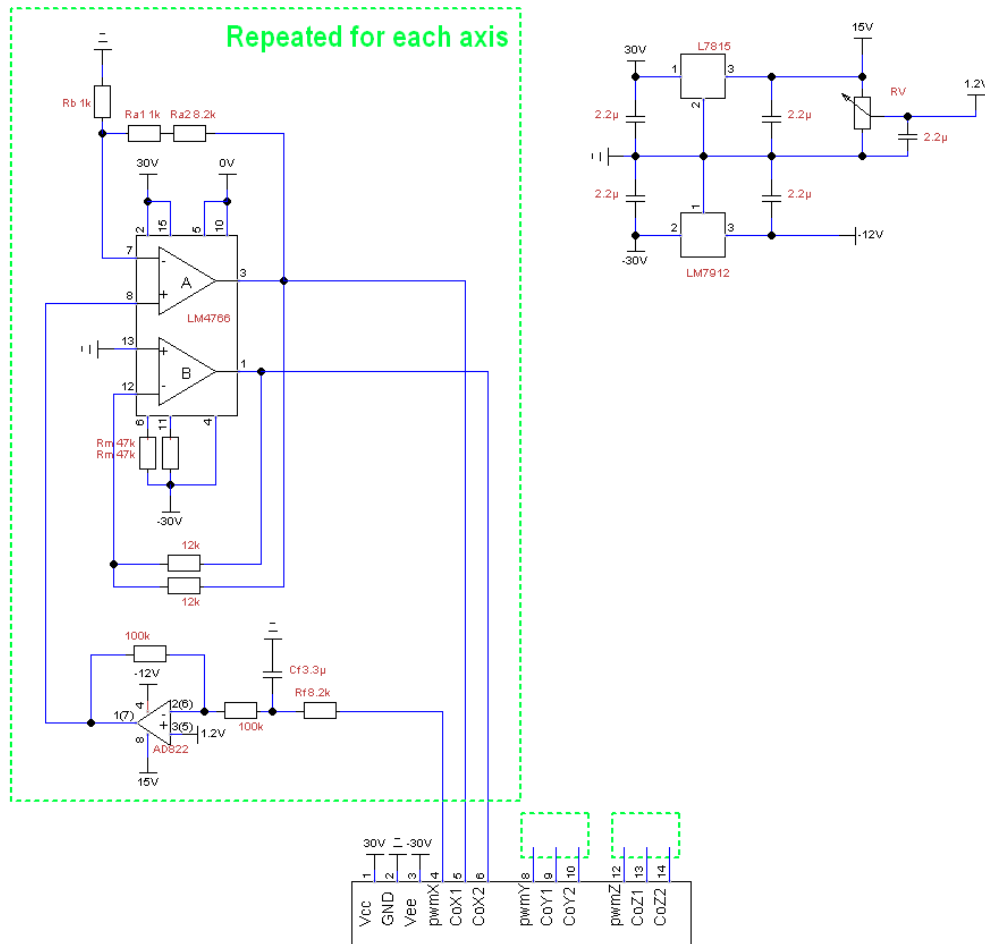 Repeated for each axis
Rb 1k
Ra1 1k
Ra2 8.2k
30V
0V
2
15
5
10
7
-
A
3
8
+
LM4766
13
+
B
1
12
-
6
11
4
Rm 47k
Rm 47k
-30V
12k
12k
100k
-12V
4
1(7)
2(6)
-
+
3(5)
1.2V
8
AD822
15V
100k
Cf3.3µ
Rf8.2k
L7815
30V
1
3
2
15V
RV
1.2V
2.2µ
2.2µ
2.2µ
2.2µ
2.2µ
1
2
3
-30V
-12V
LM7912
30V
-30V
1
2
3
4
5
6
8
9
10
12
13
14
Vcc
GND
Vee
pwmX
CoX1
CoX2
pwmY
CoY1
CoY2
pwmZ
CoZ1
CoZ2